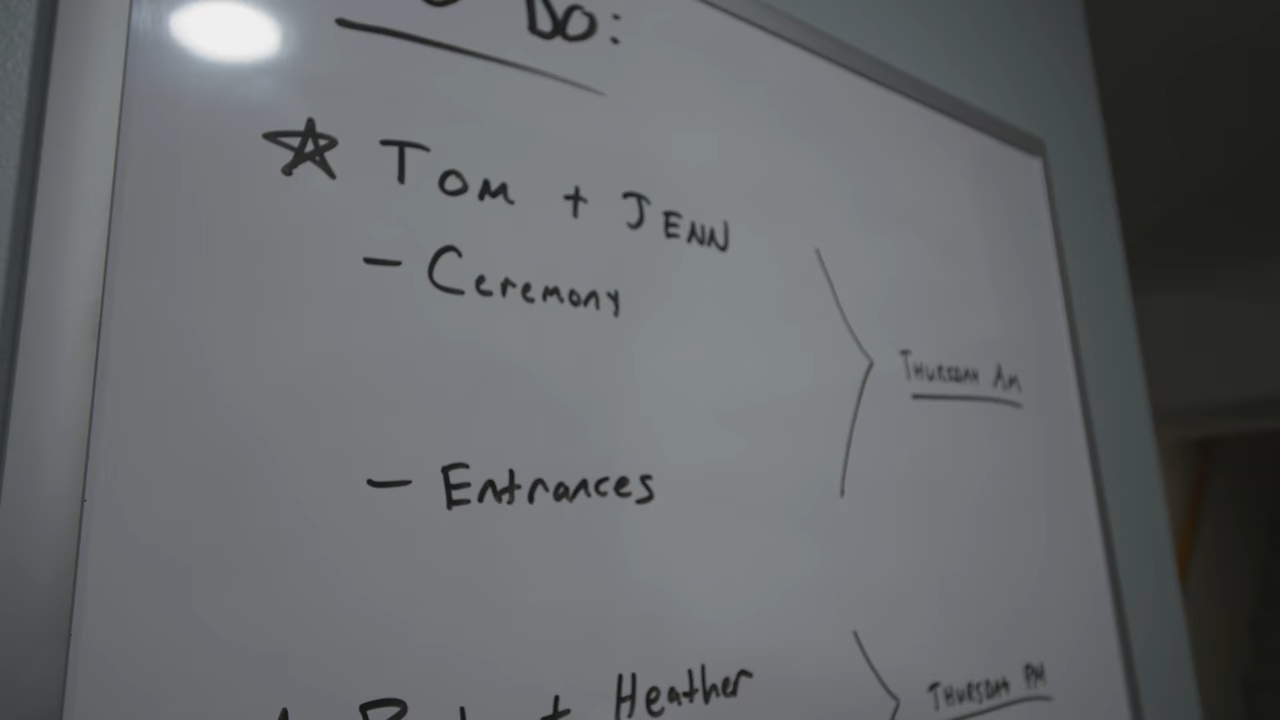 Do:
☆ Tom + JENN
- Ceremony
THURSDAY AM
- Entrances
+ Heather
THURSDAY PM